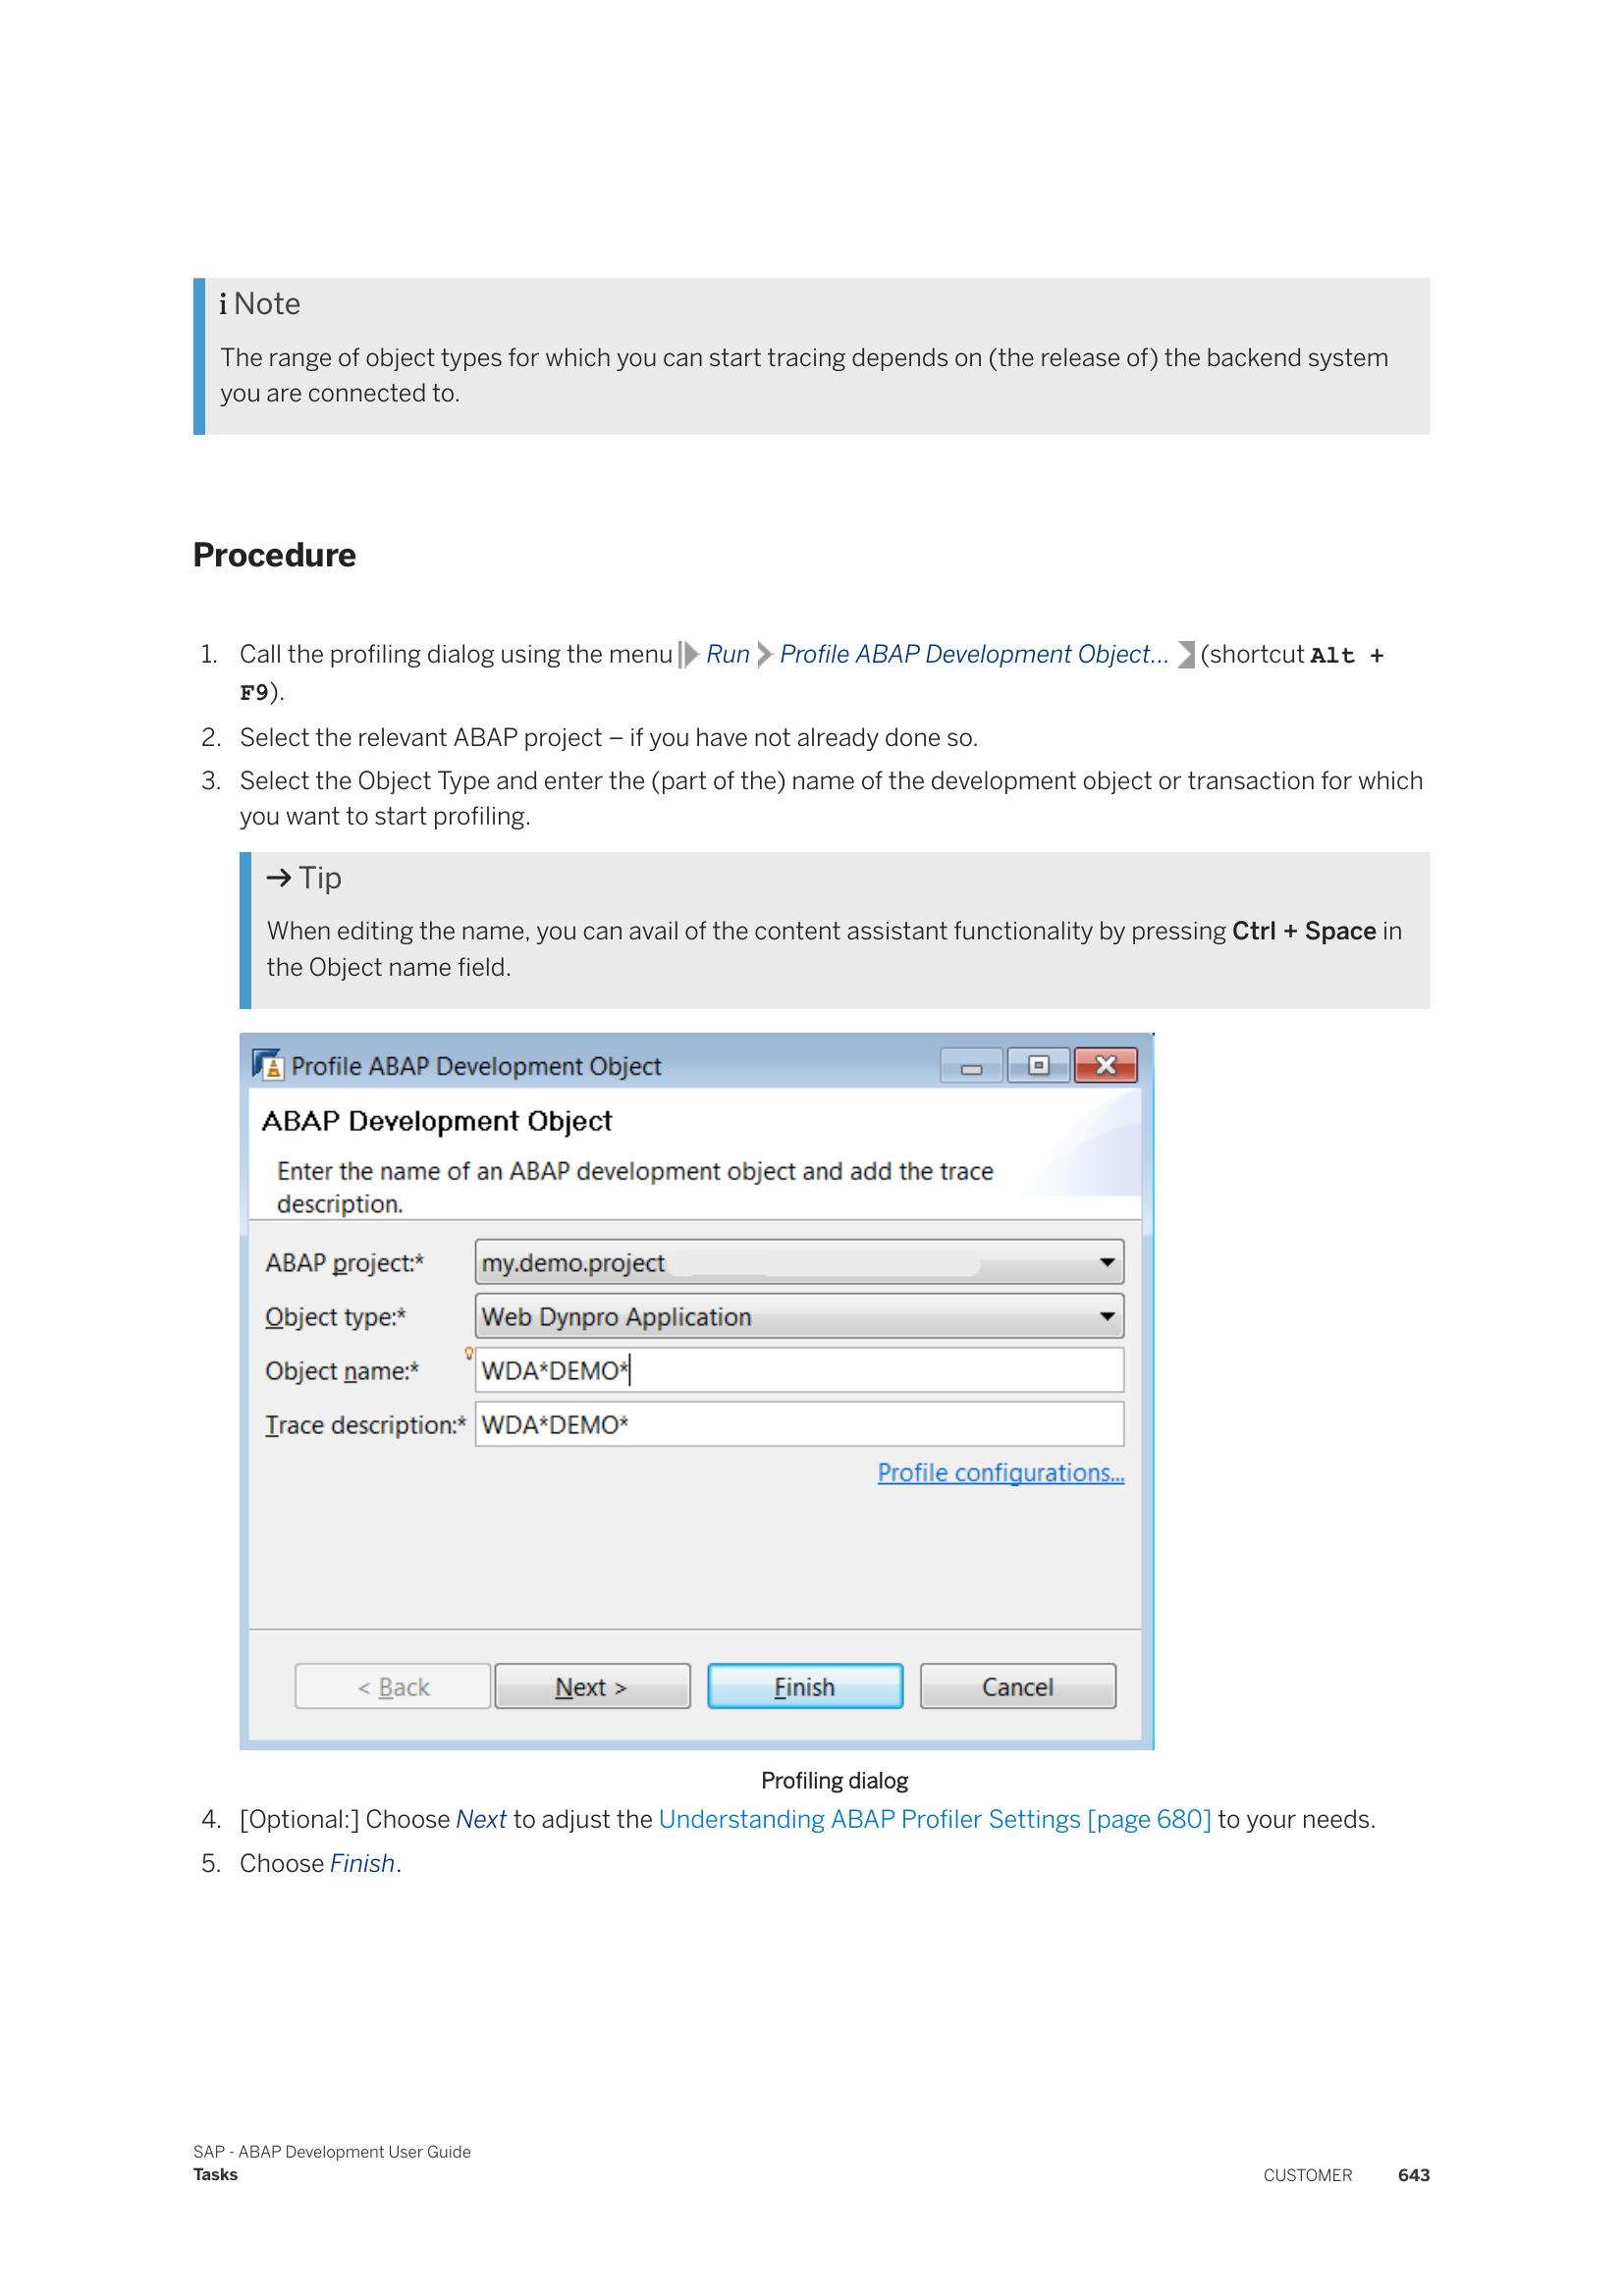 i Note
The range of object types for which you can start tracing depends on (the release of) the backend system
you are connected to.
Procedure
1. Call the profiling dialog using the menu Run Profile ABAP Development Object... (shortcut Alt +
F9).
2. Select the relevant ABAP project – if you have not already done so.
3. Select the Object Type and enter the (part of the) name of the development object or transaction for which
you want to start profiling.
→ Tip
When editing the name, you can avail of the content assistant functionality by pressing Ctrl + Space in
the Object name field.
Profile ABAP Development Object
ABAP Development Object
Enter the name of an ABAP development object and add the trace
description.
ABAP project:* my.demo.project
Object type:* Web Dynpro Application
Object name:* WDA*DEMO*
Trace description:* WDA*DEMO*
Profile configurations...
< Back Next > Finish Cancel
Profiling dialog
4. [Optional:] Choose Next to adjust the Understanding ABAP Profiler Settings [page 680] to your needs.
5. Choose Finish.
SAP - ABAP Development User Guide
Tasks
CUSTOMER 643